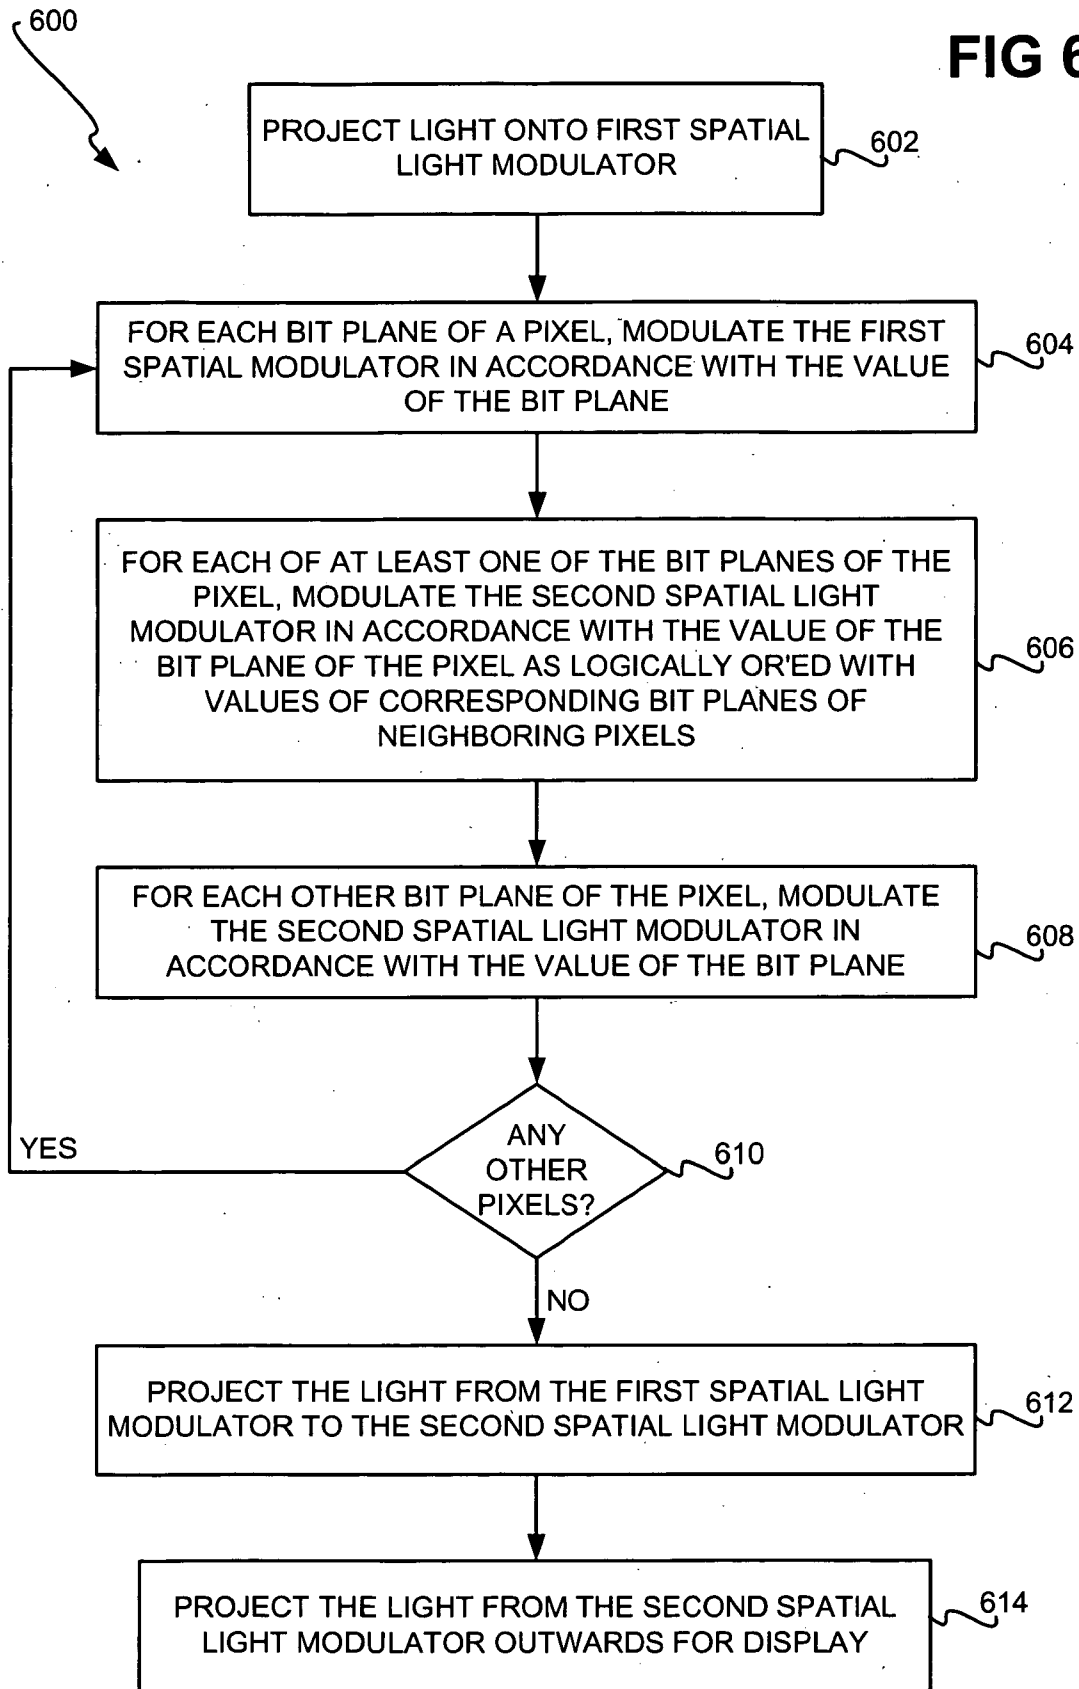 600
FIG 6
PROJECT LIGHT ONTO FIRST SPATIAL
LIGHT MODULATOR
602
FOR EACH BIT PLANE OF A PIXEL, MODULATE THE FIRST
SPATIAL MODULATOR IN ACCORDANCE WITH THE VALUE
OF THE BIT PLANE
604
FOR EACH OF AT LEAST ONE OF THE BIT PLANES OF THE
PIXEL, MODULATE THE SECOND SPATIAL LIGHT
MODULATOR IN ACCORDANCE WITH THE VALUE OF THE
BIT PLANE OF THE PIXEL AS LOGICALLY OR'ED WITH
VALUES OF CORRESPONDING BIT PLANES OF
NEIGHBORING PIXELS
606
FOR EACH OTHER BIT PLANE OF THE PIXEL, MODULATE
THE SECOND SPATIAL LIGHT MODULATOR IN
ACCORDANCE WITH THE VALUE OF THE BIT PLANE
608
YES
ANY
OTHER
PIXELS?
610
NO
PROJECT THE LIGHT FROM THE FIRST SPATIAL LIGHT
MODULATOR TO THE SECOND SPATIAL LIGHT MODULATOR
612
PROJECT THE LIGHT FROM THE SECOND SPATIAL
LIGHT MODULATOR OUTWARDS FOR DISPLAY
614